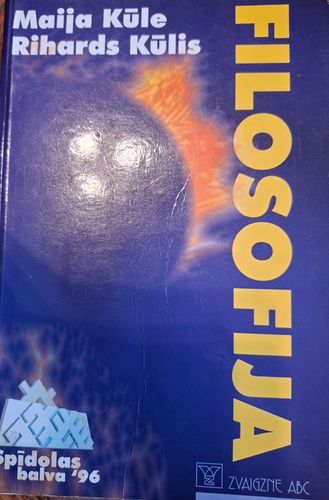 Maija Kūle
Rihards Kūlis
FILOSOFIJA
Spīdolas
balva '96
ZVAIGZNE ABC